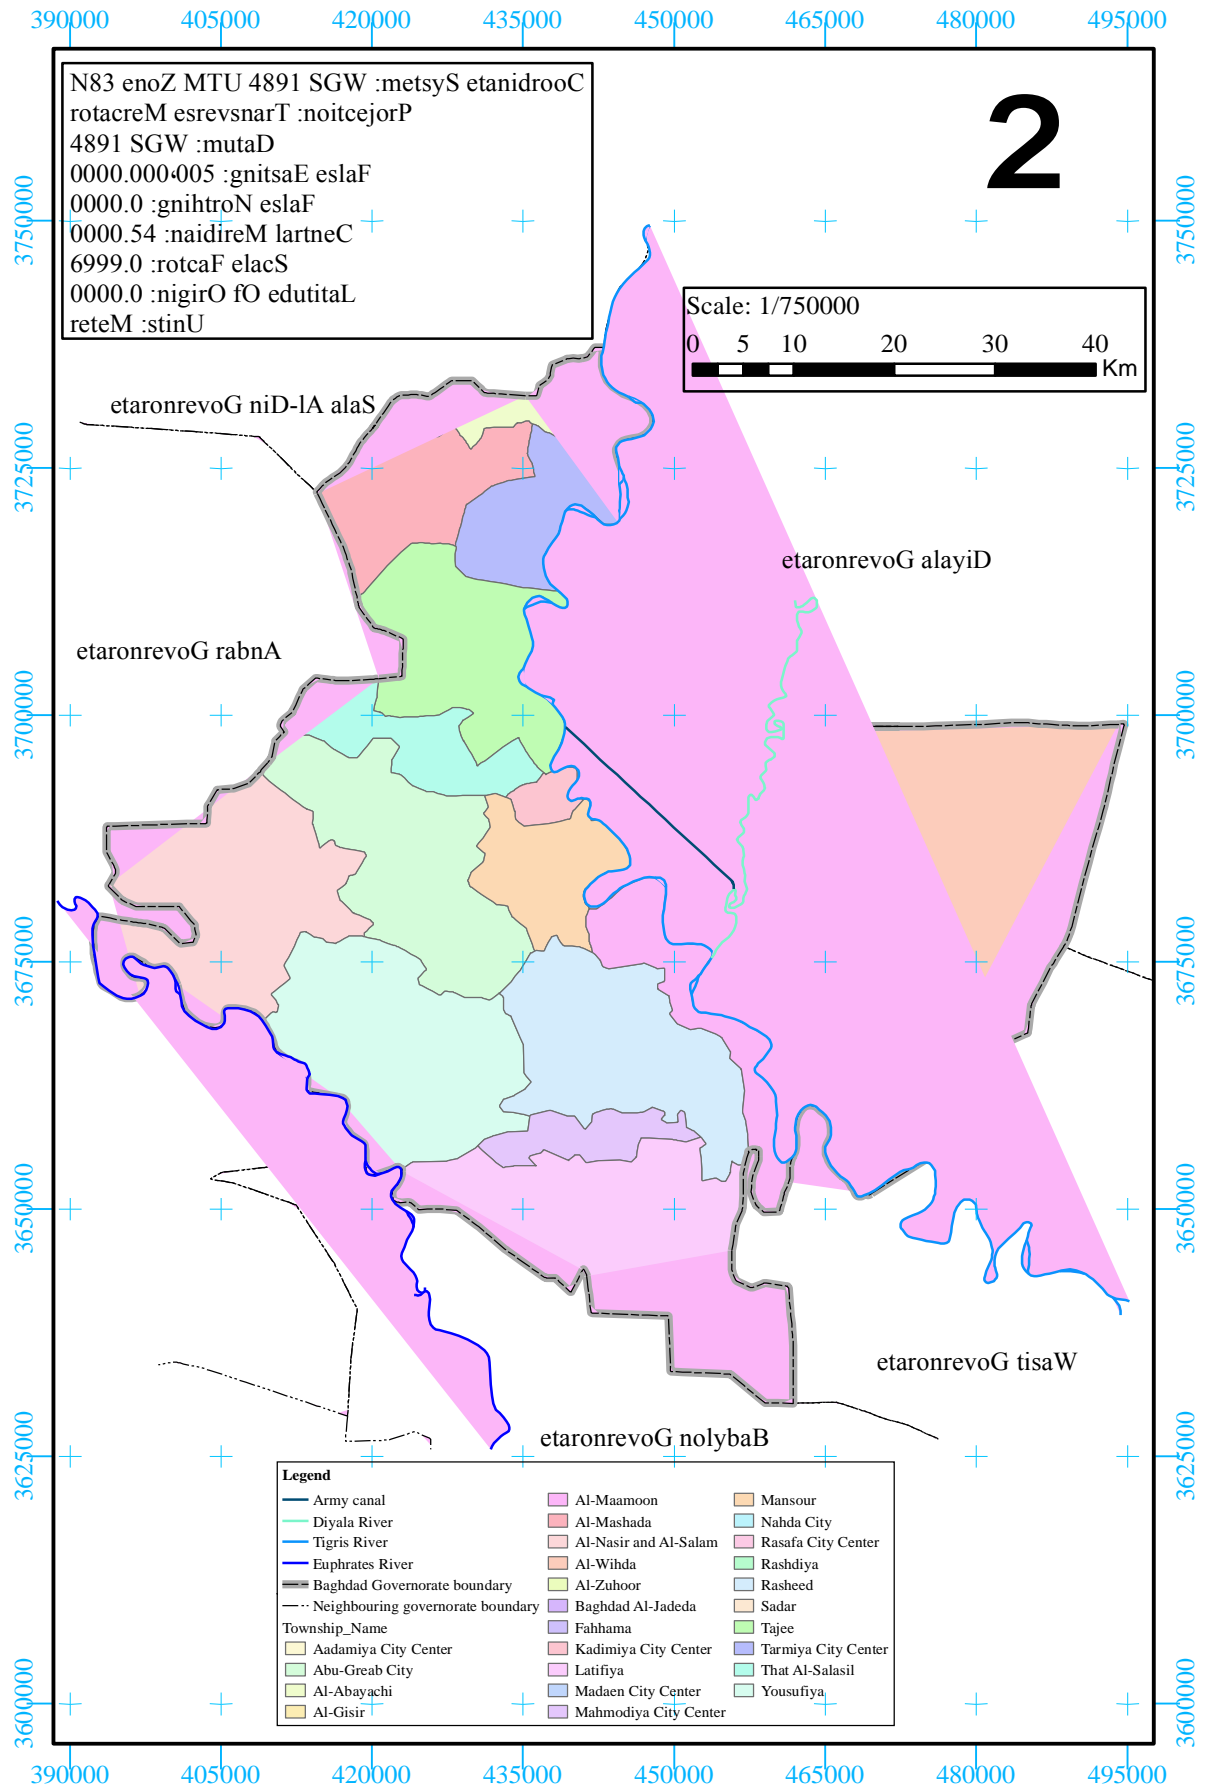 390000 405000 420000 435000 450000 465000 480000 495000
N83 enoZ MTU 4891 SGW :metsyS etanidrooC
rotacreM esrevsnarT :noitcejorP
4891 SGW :mutaD
0000.000،005 :gnitsaE eslaF
0000.0 :gnihtroN eslaF
0000.54 :naidireM lartneC
6999.0 :rotcaF elacS
0000.0 :nigirO fO edutitaL
reteM :stinU
2
3750000 3750000
Scale: 1/750000
0 5 10 20 30 40
Km
etaronrevoG niD-lA alaS
3725000 3725000
etaronrevoG alayiD
etaronrevoG rabnA
3700000 3700000
3675000 3675000
3650000 3650000
etaronrevoG tisaW
etaronrevoG nolybaB
3625000 3625000
Legend
Army canal
Diyala River
Tigris River
Euphrates River
Baghdad Governorate boundary
Neighbouring governorate boundary
Township_Name
Aadamiya City Center
Abu-Greab City
Al-Abayachi
Al-Gisir
Al-Maamoon
Al-Mashada
Al-Nasir and Al-Salam
Al-Wihda
Al-Zuhoor
Baghdad Al-Jadeda
Fahhama
Kadimiya City Center
Latifiya
Madaen City Center
Mahmodiya City Center
Mansour
Nahda City
Rasafa City Center
Rashdiya
Rasheed
Sadar
Tajee
Tarmiya City Center
That Al-Salasil
Yousufiya
3600000 3600000
390000 405000 420000 435000 450000 465000 480000 495000